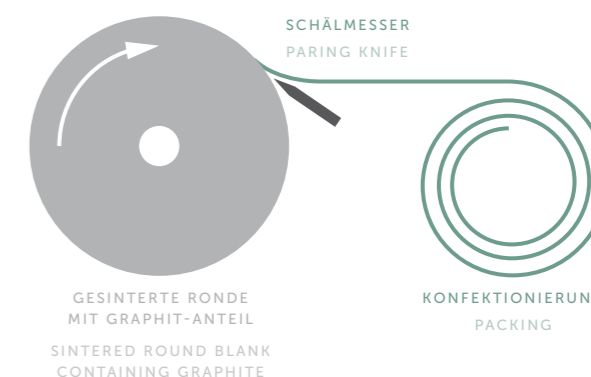 SCHÄLMESSER
PARING KNIFE
GESINTERTE RONDE
MIT GRAPHIT-ANTEIL
SINTERED ROUND BLANK
CONTAINING GRAPHITE
KONFEKTIONIERUN
PACKING